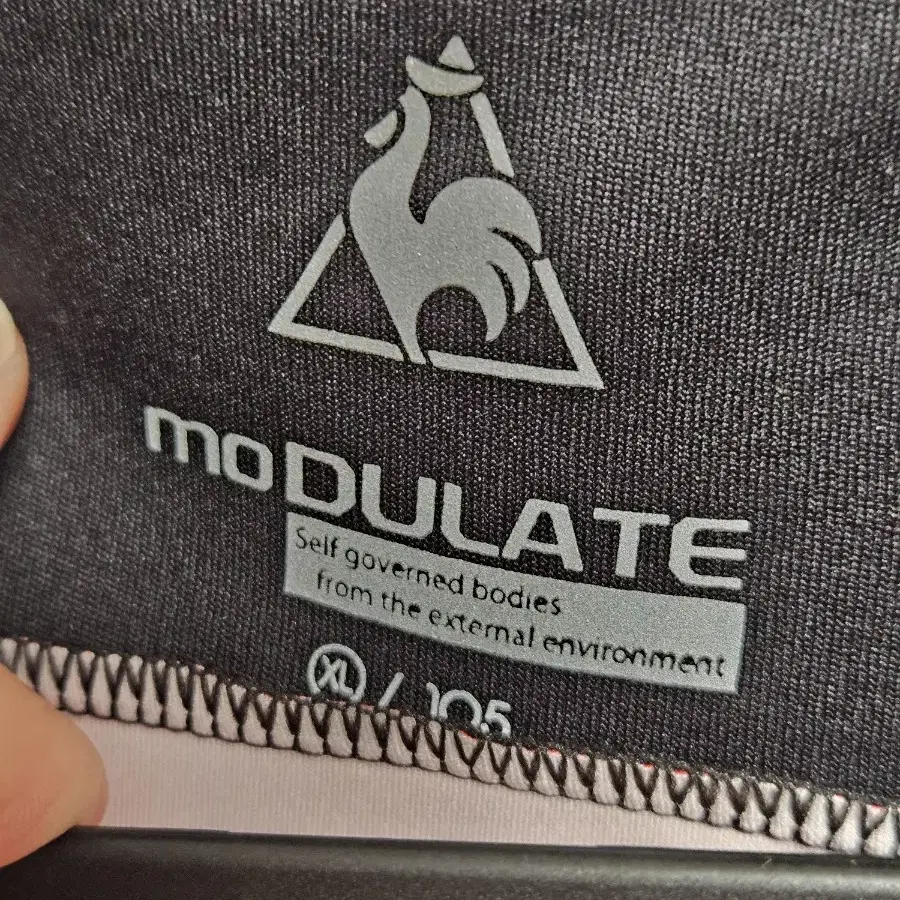 moDULATE
Self governed bodies
from the external environment
XL / 105